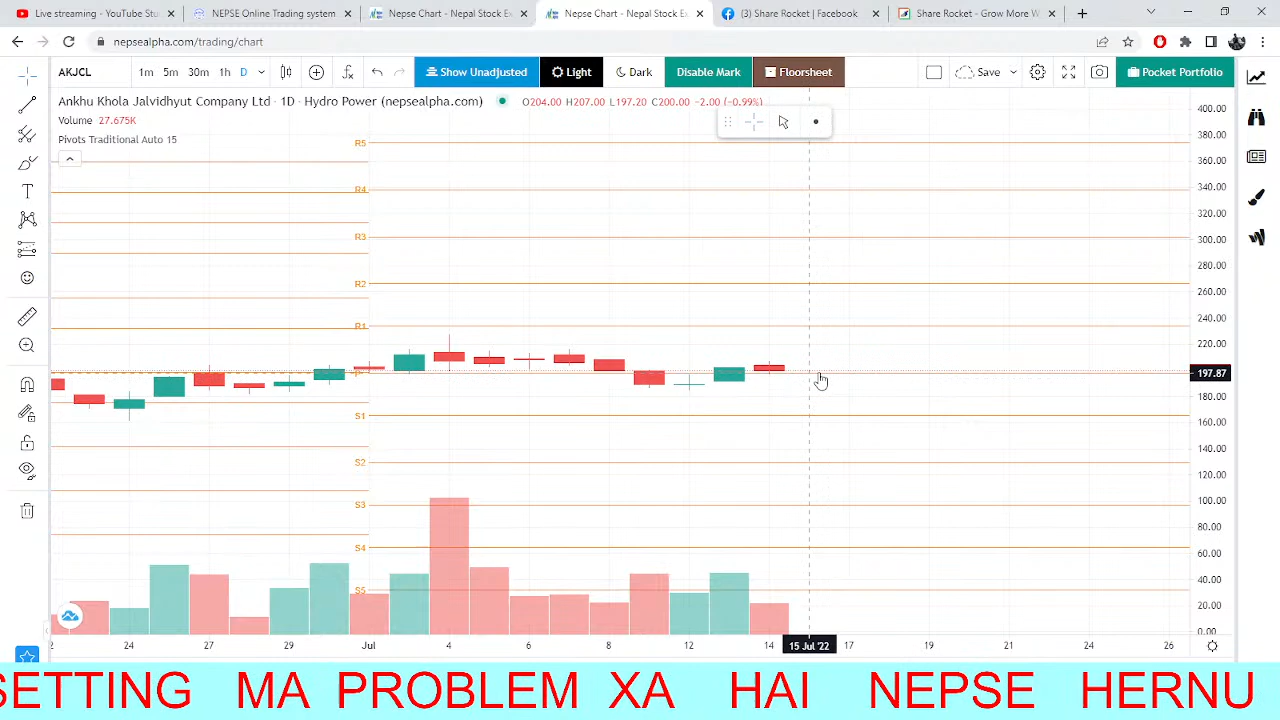 Live streaming - YouTube Stu
NEPSE Online Trading system
Nepse Chart - Nepal Stock Ex
Nepse Chart - Nepal Stock Ex
(3) Share Rocket | Facebook
Share Rocket - Grow More W
nepsealpha.com/trading/chart
AKJCL 1m 5m 30m 1h D Show Unadjusted Light Dark Disable Mark Floorsheet Save Pocket Portfolio
Ankhu Khola Jalvidhyut Company Ltd · 1D · Hydro Power (nepsealpha.com) O204.00 H207.00 L197.20 C200.00 −2.00 (−0.99%)
Volume 27.675K
Pivots Traditional Auto 15
R5
R4
R3
R2
R1
P
S1
S2
S3
S4
S5
400.00
380.00
360.00
340.00
320.00
300.00
280.00
260.00
240.00
220.00
197.87
180.00
160.00
140.00
120.00
100.00
80.00
60.00
40.00
20.00
0.00
2 24 27 29 Jul 4 6 8 12 14 15 Jul '22 17 19 21 24 26
SETTING MA PROBLEM XA HAI NEPSE HERNU